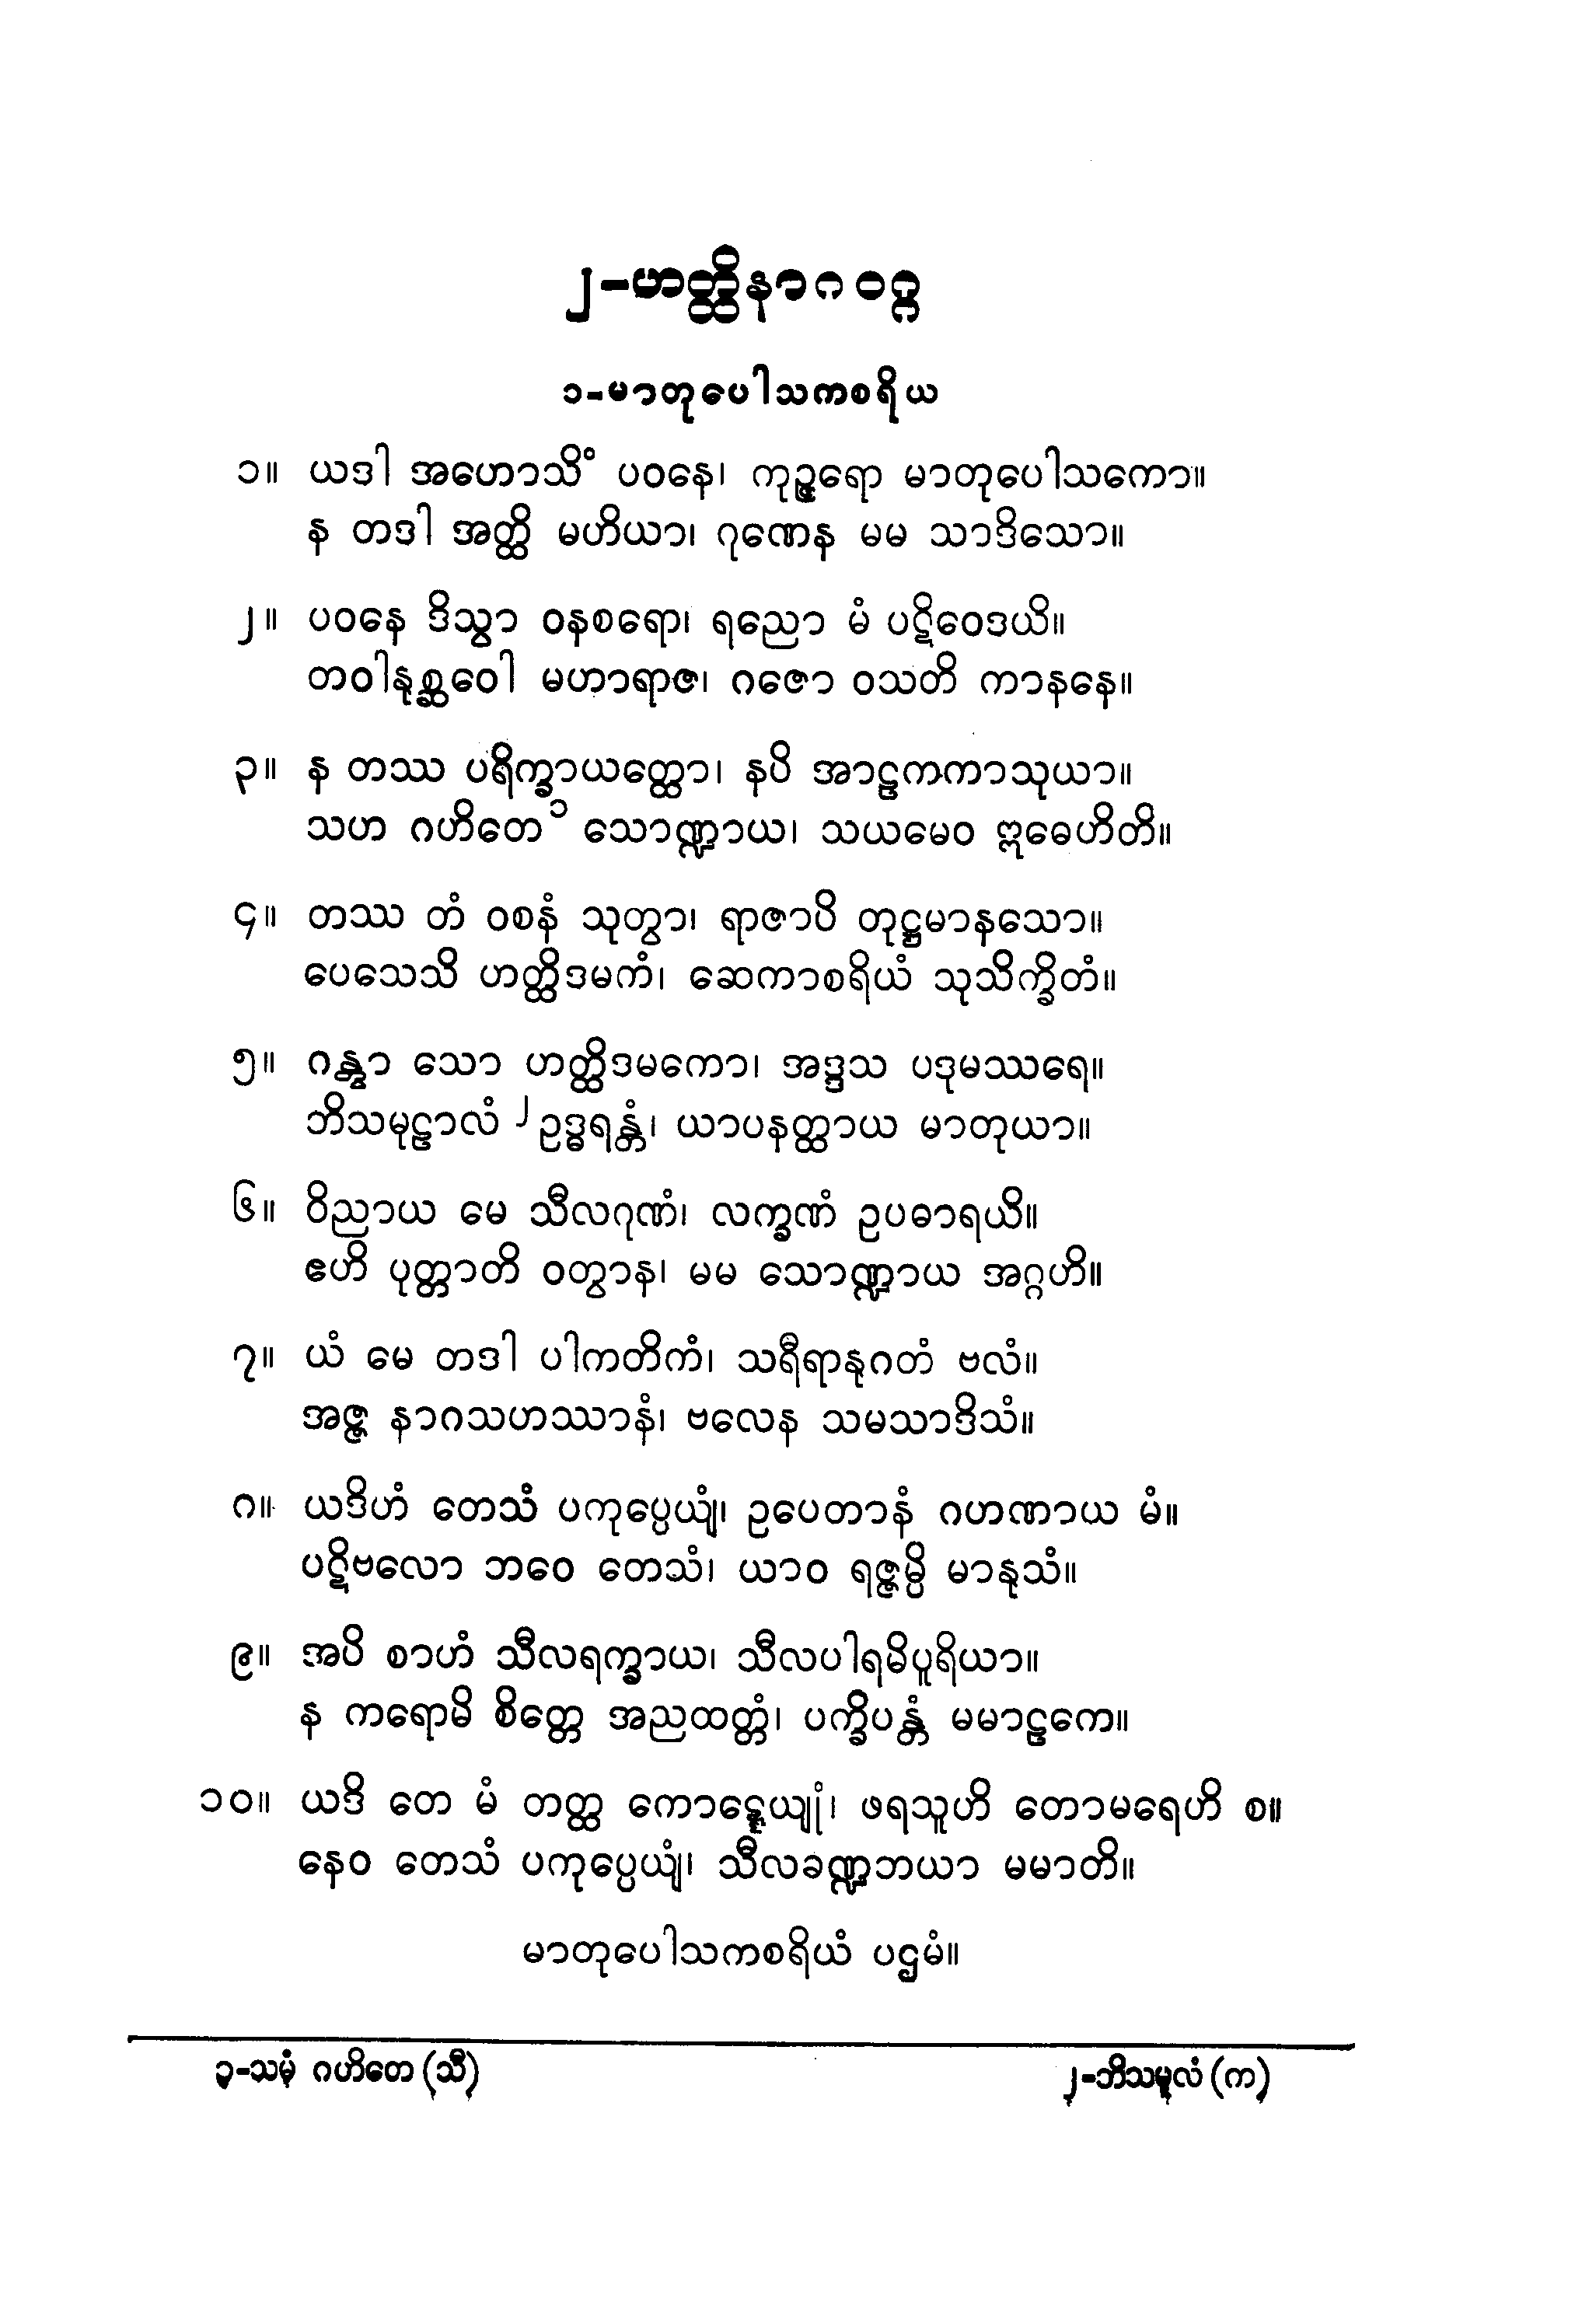 ၂-ဟတ္ထိနာဂဝဂ္ဂ
၁-မာတုပေါသကစရိယ
၁။ ယဒါ အဟောသိံ ပဝနေ၊ ကုဉ္ဇရော မာတုပေါသကော။
န တဒါ အတ္ထိ မဟိယာ၊ ဂုဏေန မမ သာဒိသော။
၂။ ပဝနေ ဒိသွာ ဝနစရော၊ ရညော မံ ပဋိဝေဒယိ။
တဝါနုစ္ဆဝေါ မဟာရာဇ၊ ဂဇော ဝသတိ ကာနနေ။
၃။ န တဿ ပရိက္ခာယတ္ထော၊ နပိ အာဠကကာသုယာ။
သဟ ဂဟိတေ ၁ သောဏ္ဍာယ၊ သယမေဝ ဣဓေဟိတိ။
၄။ တဿ တံ ဝစနံ သုတွာ၊ ရာဇာပိ တုဋ္ဌမာနသော။
ပေသေသိ ဟတ္ထိဒမကံ၊ ဆေကာစရိယံ သုသိက္ခိတံ။
၅။ ဂန္တွာ သော ဟတ္ထိဒမကော၊ အဒ္ဒသ ပဒုမဿရေ။
ဘိသမုဠာလံ ၂ ဥဒ္ဓရန္တံ၊ ယာပနတ္ထာယ မာတုယာ။
၆။ ဝိညာယ မေ သီလဂုဏံ၊ လက္ခဏံ ဥပဓာရယိ။
ဧဟိ ပုတ္တာတိ ဝတွာန၊ မမ သောဏ္ဍာယ အဂ္ဂဟိ။
၇။ ယံ မေ တဒါ ပါကတိကံ၊ သရီရာနုဂတံ ဗလံ။
အဇ္ဇ နာဂသဟဿာနံ၊ ဗလေန သမသာဒိသံ။
၈။ ယဒိဟံ တေသံ ပကုပ္ပေယျံ၊ ဥပေတာနံ ဂဟဏာယ မံ။
ပဋိဗလော ဘဝေ တေသံ၊ ယာဝ ရဇ္ဇမ္ပိ မာနုသံ။
၉။ အပိ စာဟံ သီလရက္ခာယ၊ သီလပါရမိပူရိယာ။
န ကရောမိ စိတ္တေ အညထတ္တံ၊ ပက္ခိပန္တံ မမာဠကေ။
၁၀။ ယဒိ တေ မံ တတ္ထ ကောဋ္ဋေယျုံ၊ ဖရသူဟိ တောမရေဟိ စ။
နေဝ တေသံ ပကုပ္ပေယျံ၊ သီလခဏ္ဍဘယာ မမာတိ။
မာတုပေါသကစရိယံ ပဌမံ။
၃-သမံ ဂဟိတေ (သီ)
၂-ဘိသမူလံ (က)